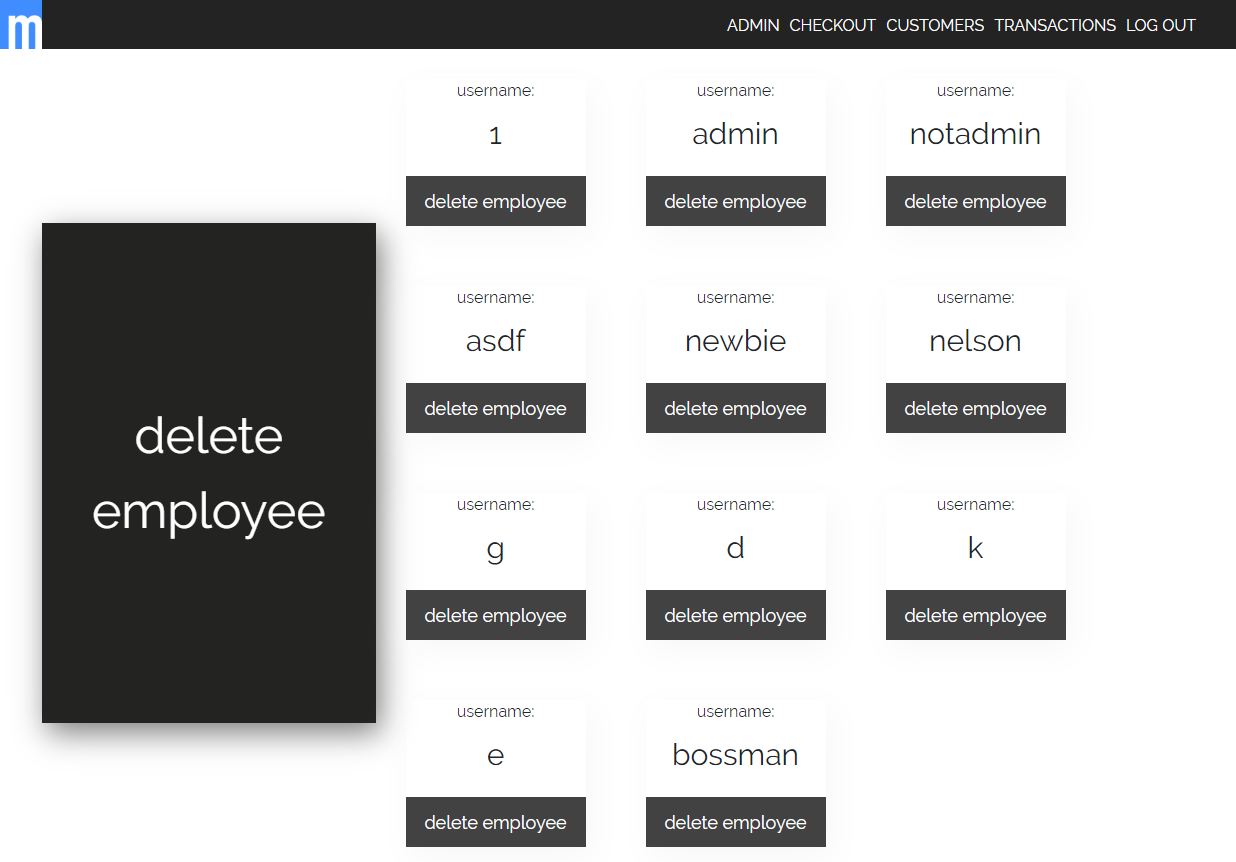 m
ADMIN CHECKOUT CUSTOMERS TRANSACTIONS LOG OUT
delete
employee
username: username: username:
1 admin notadmin
delete employee delete employee delete employee
username: username: username:
asdf newbie nelson
delete employee delete employee delete employee
username: username: username:
g d k
delete employee delete employee delete employee
username: username:
e bossman
delete employee delete employee